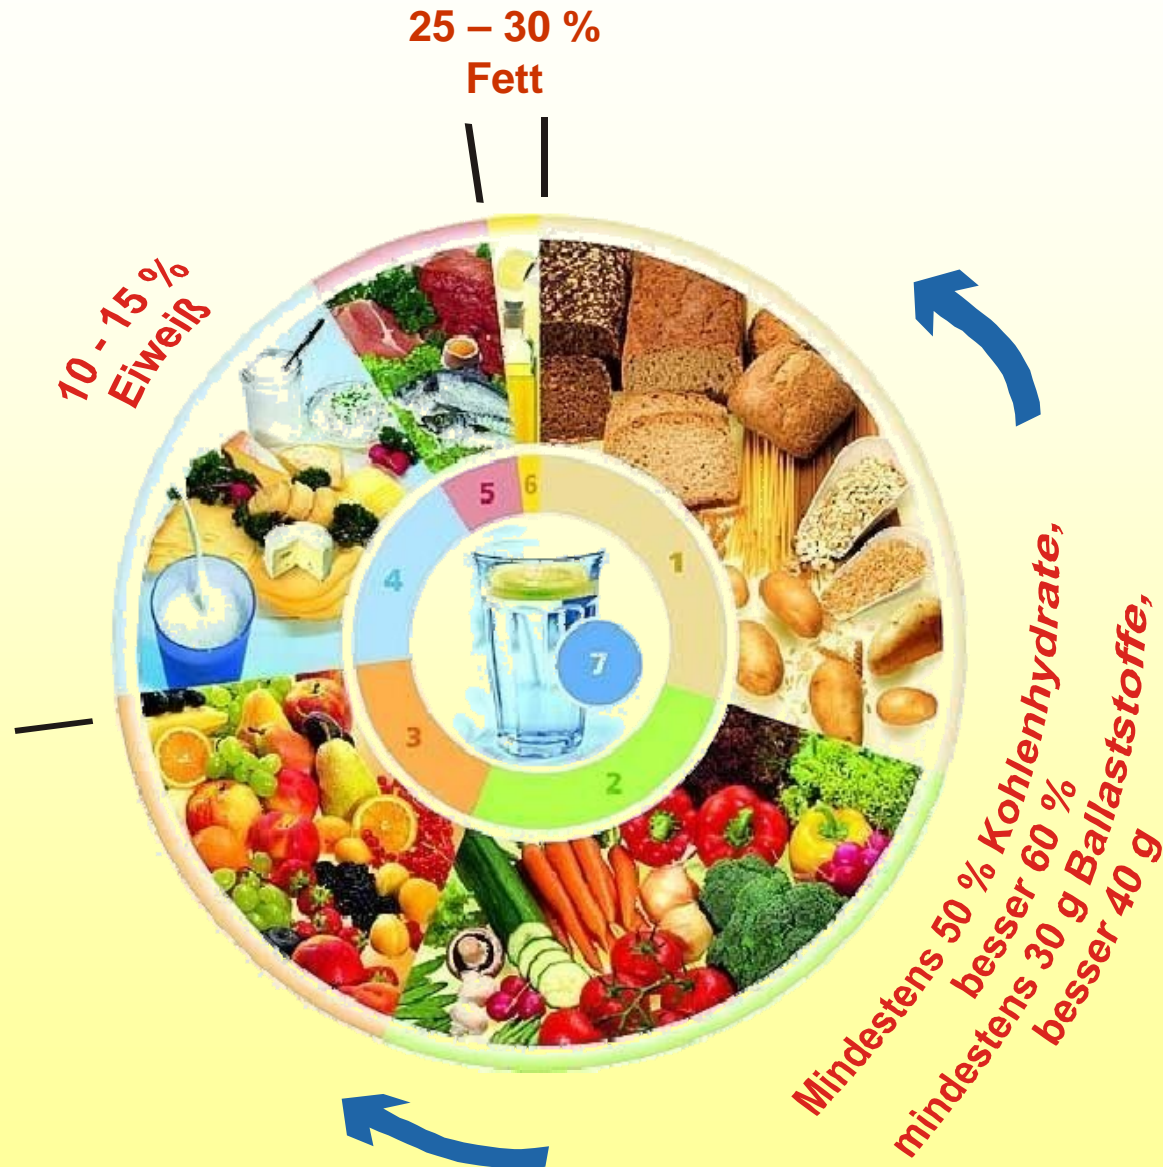 25 – 30 %
Fett
10 - 15 %
Eiweiß
Mindestens 50 % Kohlenhydrate,
besser 60 %
mindestens 30 g Ballaststoffe,
besser 40 g
1
2
3
4
5
6
7